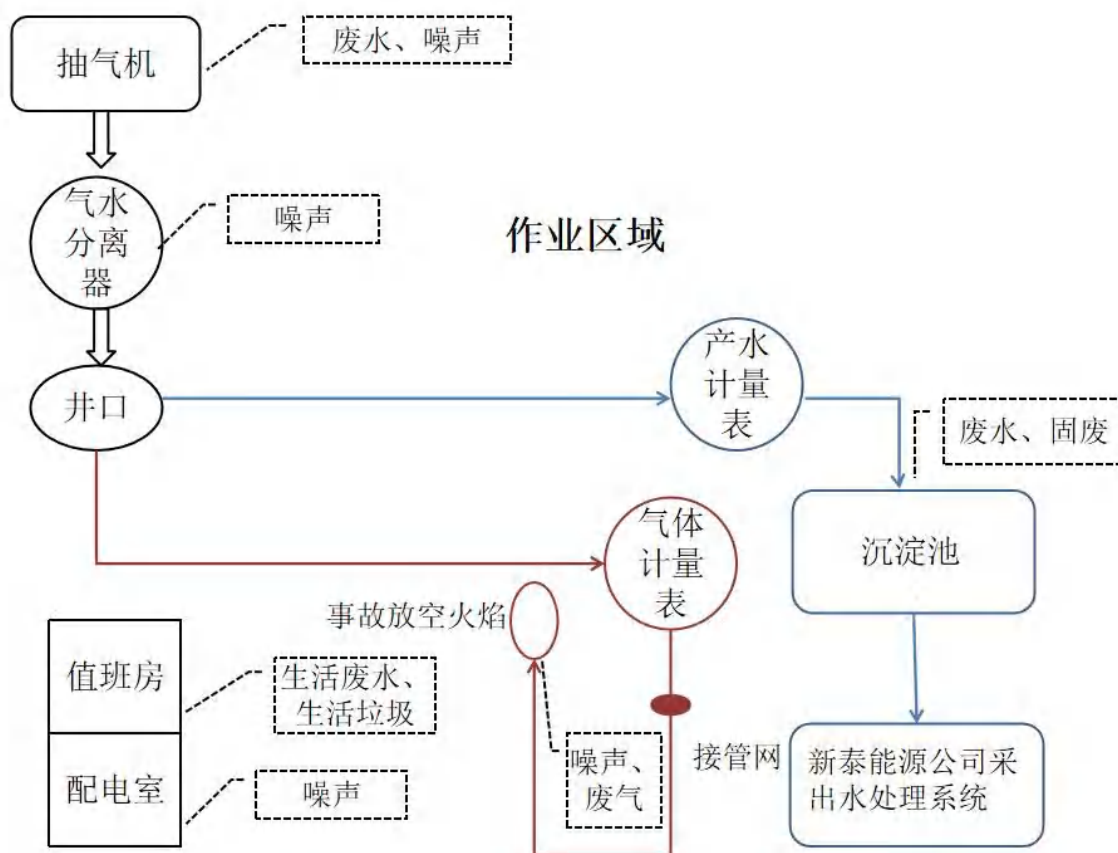 抽气机
废水、噪声
气水
分离
器
噪声
作业区域
井口
产水
计量
表
废水、固废
沉淀池
气体
计量
表
事故放空火焰
值班房
生活废水、
生活垃圾
配电室
噪声
噪声、
废气
接管网
新泰能源公司采
出水处理系统